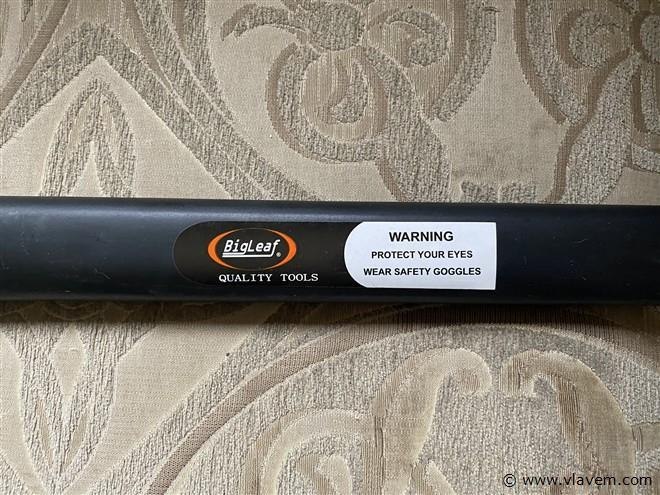 BigLeaf®
QUALITY TOOLS
WARNING
PROTECT YOUR EYES
WEAR SAFETY GOGGLES
© www.vlavem.com